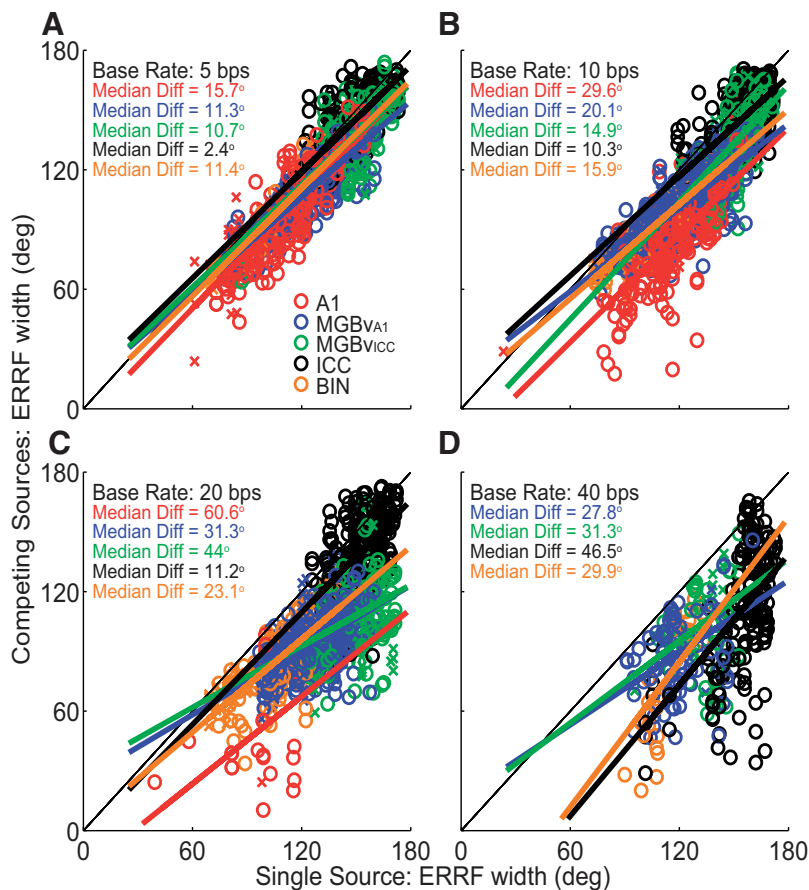 A
180
120
60
0
Base Rate: 5 bps
Median Diff = 15.7°
Median Diff = 11.3°
Median Diff = 10.7°
Median Diff = 2.4°
Median Diff = 11.4°
A1
MGBvA1
MGBvICC
ICC
BIN
B
Base Rate: 10 bps
Median Diff = 29.6°
Median Diff = 20.1°
Median Diff = 14.9°
Median Diff = 10.3°
Median Diff = 15.9°
Competing Sources: ERRF width (deg)
C
180
120
60
0
Base Rate: 20 bps
Median Diff = 60.6°
Median Diff = 31.3°
Median Diff = 44°
Median Diff = 11.2°
Median Diff = 23.1°
0 60 120 180
D
Base Rate: 40 bps
Median Diff = 27.8°
Median Diff = 31.3°
Median Diff = 46.5°
Median Diff = 29.9°
0 60 120 180
Single Source: ERRF width (deg)